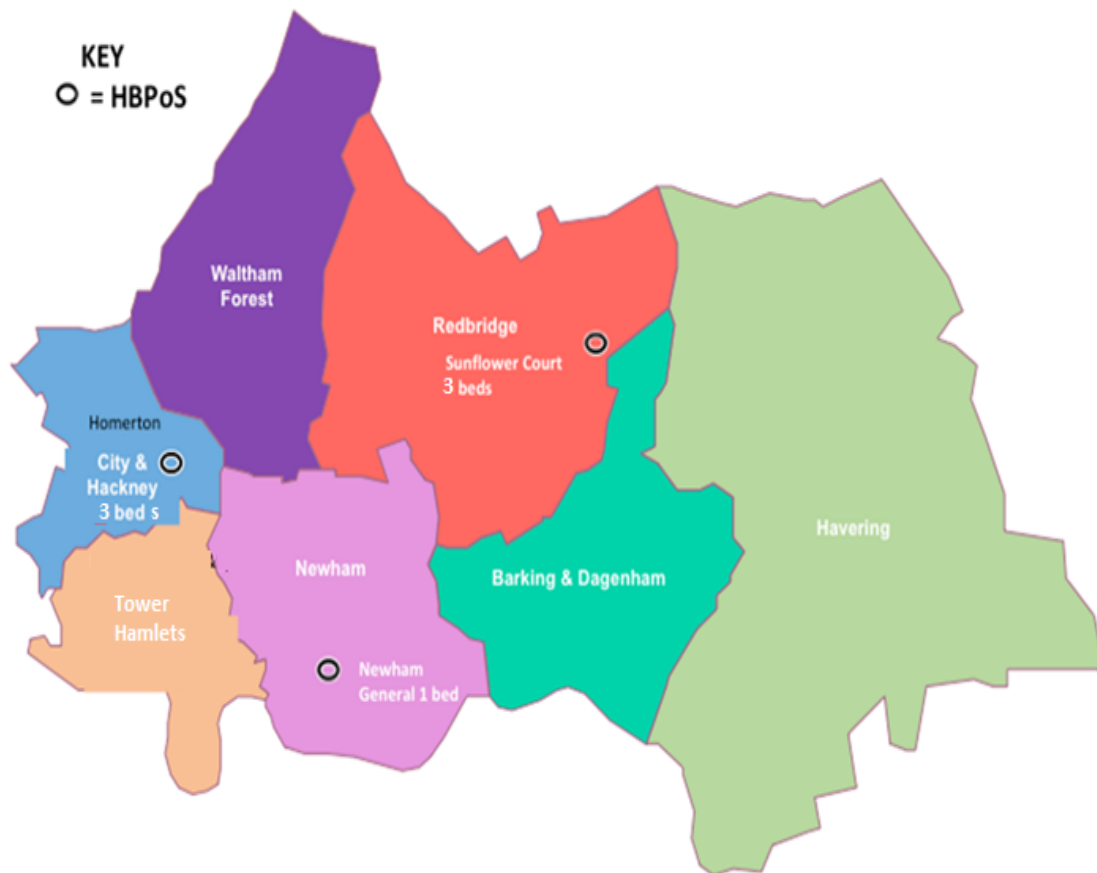 KEY
= HBPoS
Waltham
Forest
Redbridge
Sunflower Court
3 beds
Homerton
City &
Hackney
3 bed s
Havering
Newham
Barking & Dagenham
Tower
Hamlets
Newham
General 1 bed